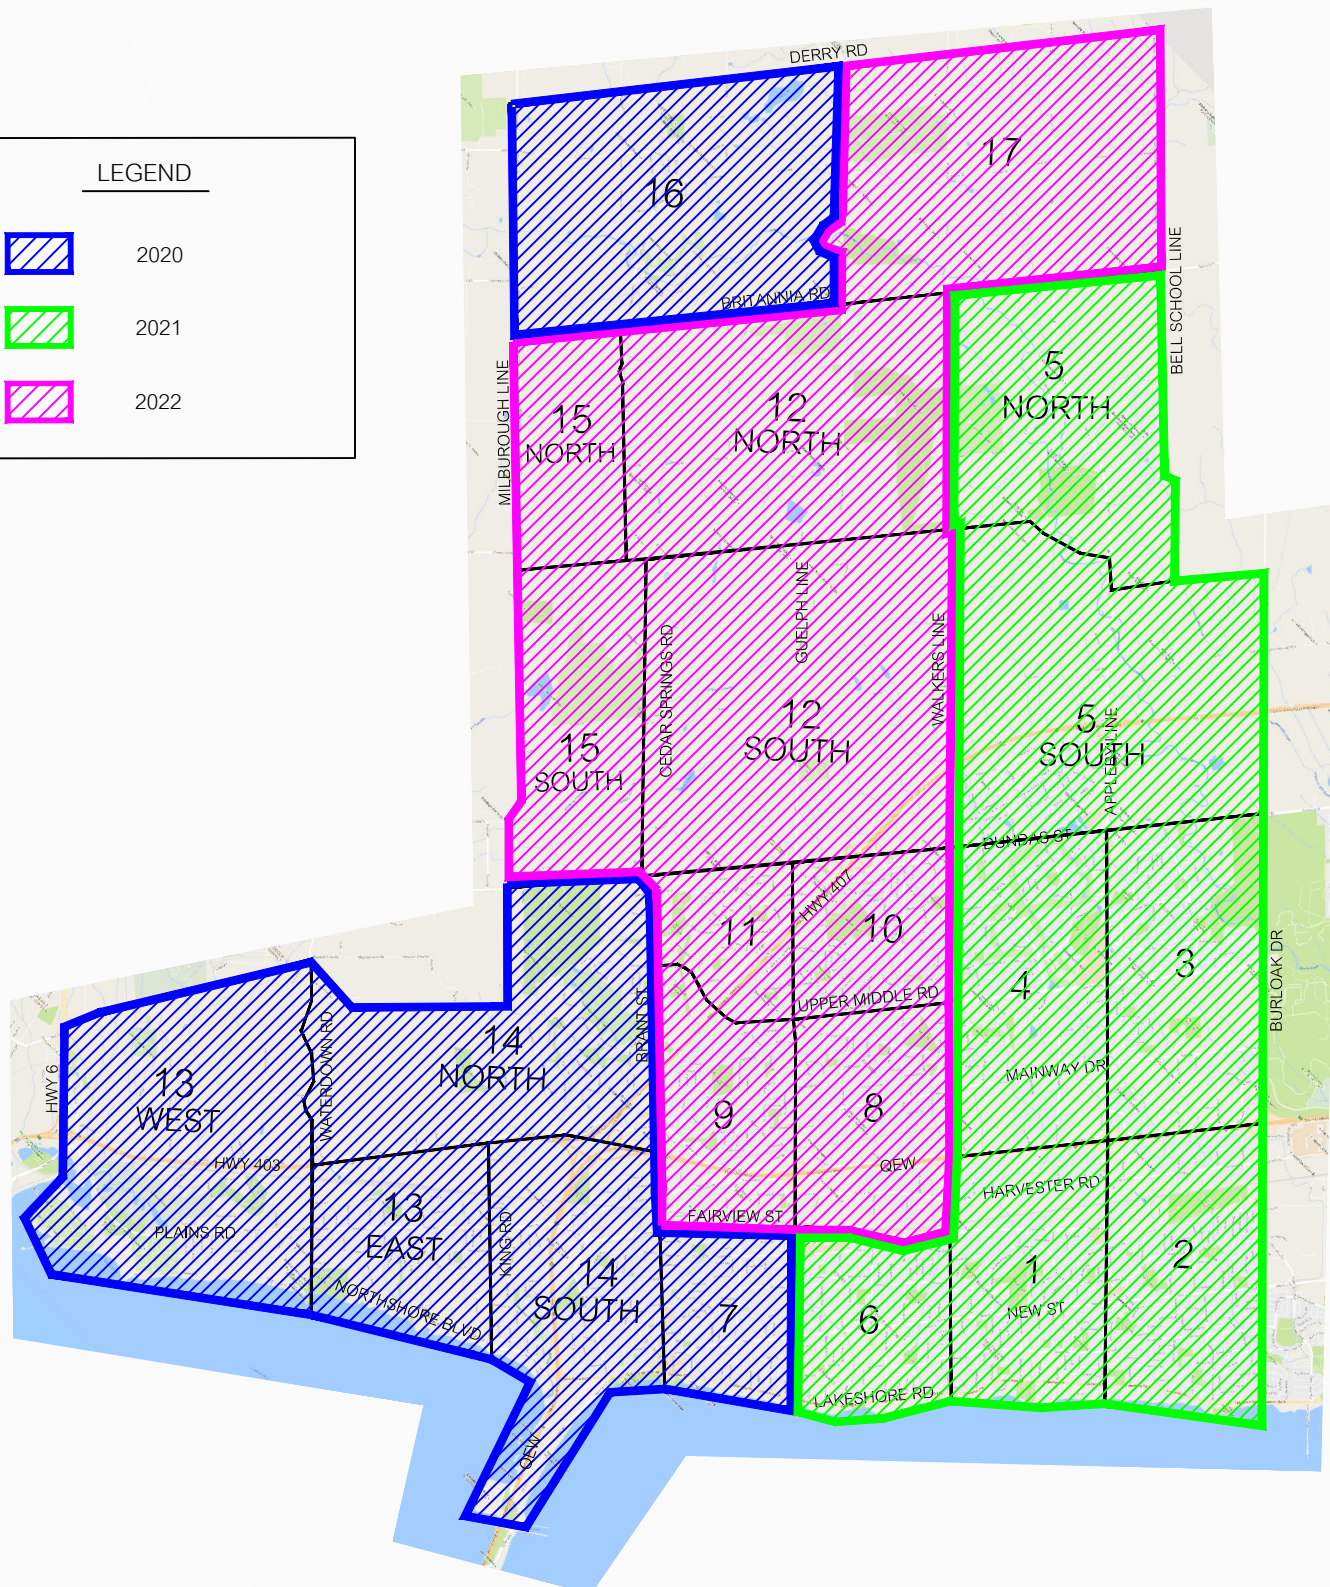 DERRY RD
LEGEND
2020
2021
2022
16
17
BRITANNIA RD
BELL SCHOOL LINE
MILBOROUGH LINE
15
NORTH
12
NORTH
5
NORTH
CEDAR SPRINGS RD
GUELPH LINE
WALKERS LINE
15
SOUTH
12
SOUTH
5
SOUTH
APPLEBY LINE
DUNDAS ST
HWY 407
11
10
4
3
UPPER MIDDLE RD
BRANT ST
BURLOAK DR
HWY 6
13
WEST
WATERDOWN RD
14
NORTH
MAINWAY DR
9
8
HWY 403
QEW
HARVESTER RD
PLAINS RD
13
EAST
KING RD
FAIRVIEW ST
14
SOUTH
7
6
1
2
NEW ST
NORTHSHORE BLVD
LAKESHORE RD
QEW